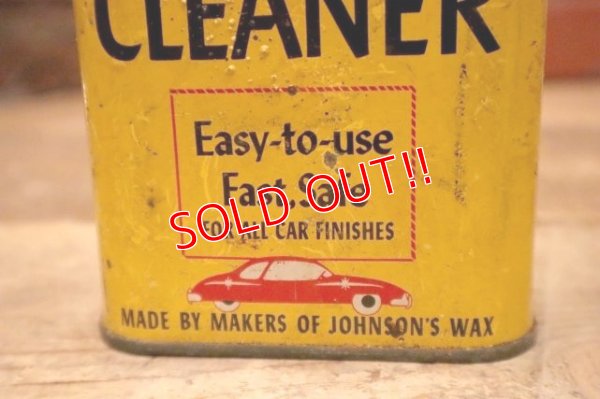 CLEANER
Easy-to-use
Fast, Safe
SOLD OUT!!
FOR ALL CAR FINISHES
MADE BY MAKERS OF JOHNSON'S WAX